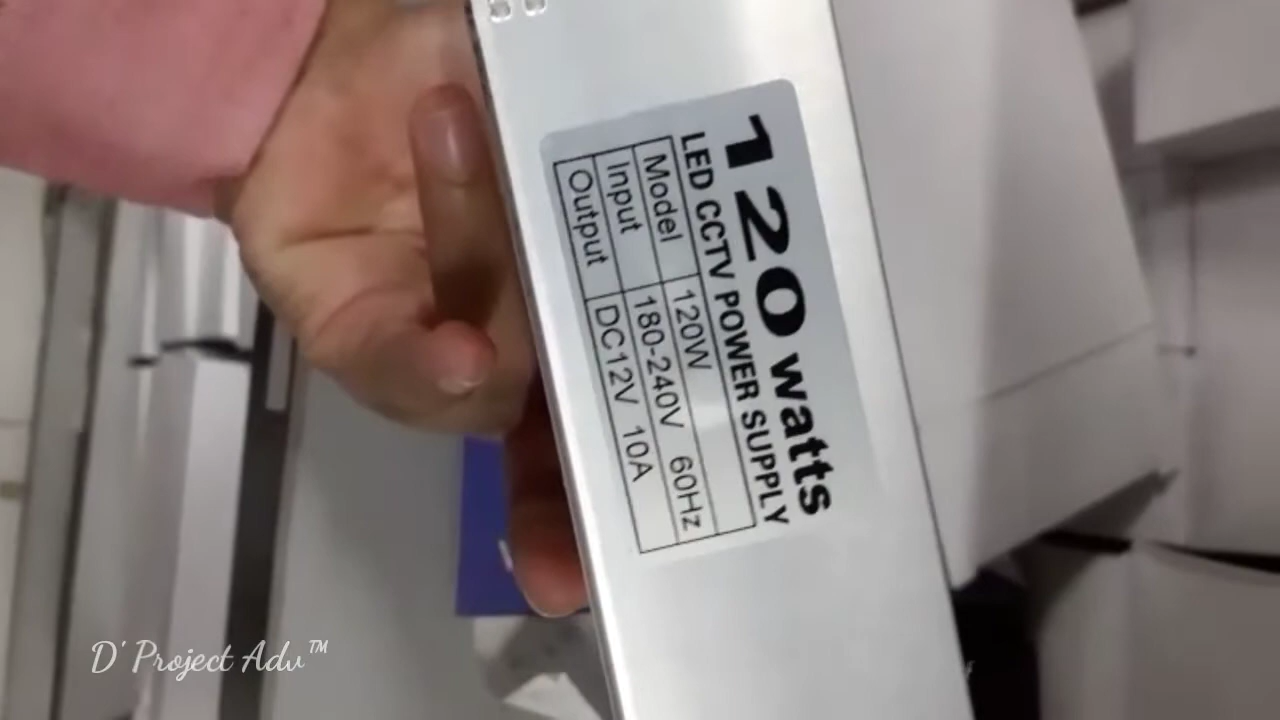 120 watts
LED CCTV POWER SUPPLY
Model 120W
Input 180-240V 60Hz
Output DC12V 10A
D' Project Adv™